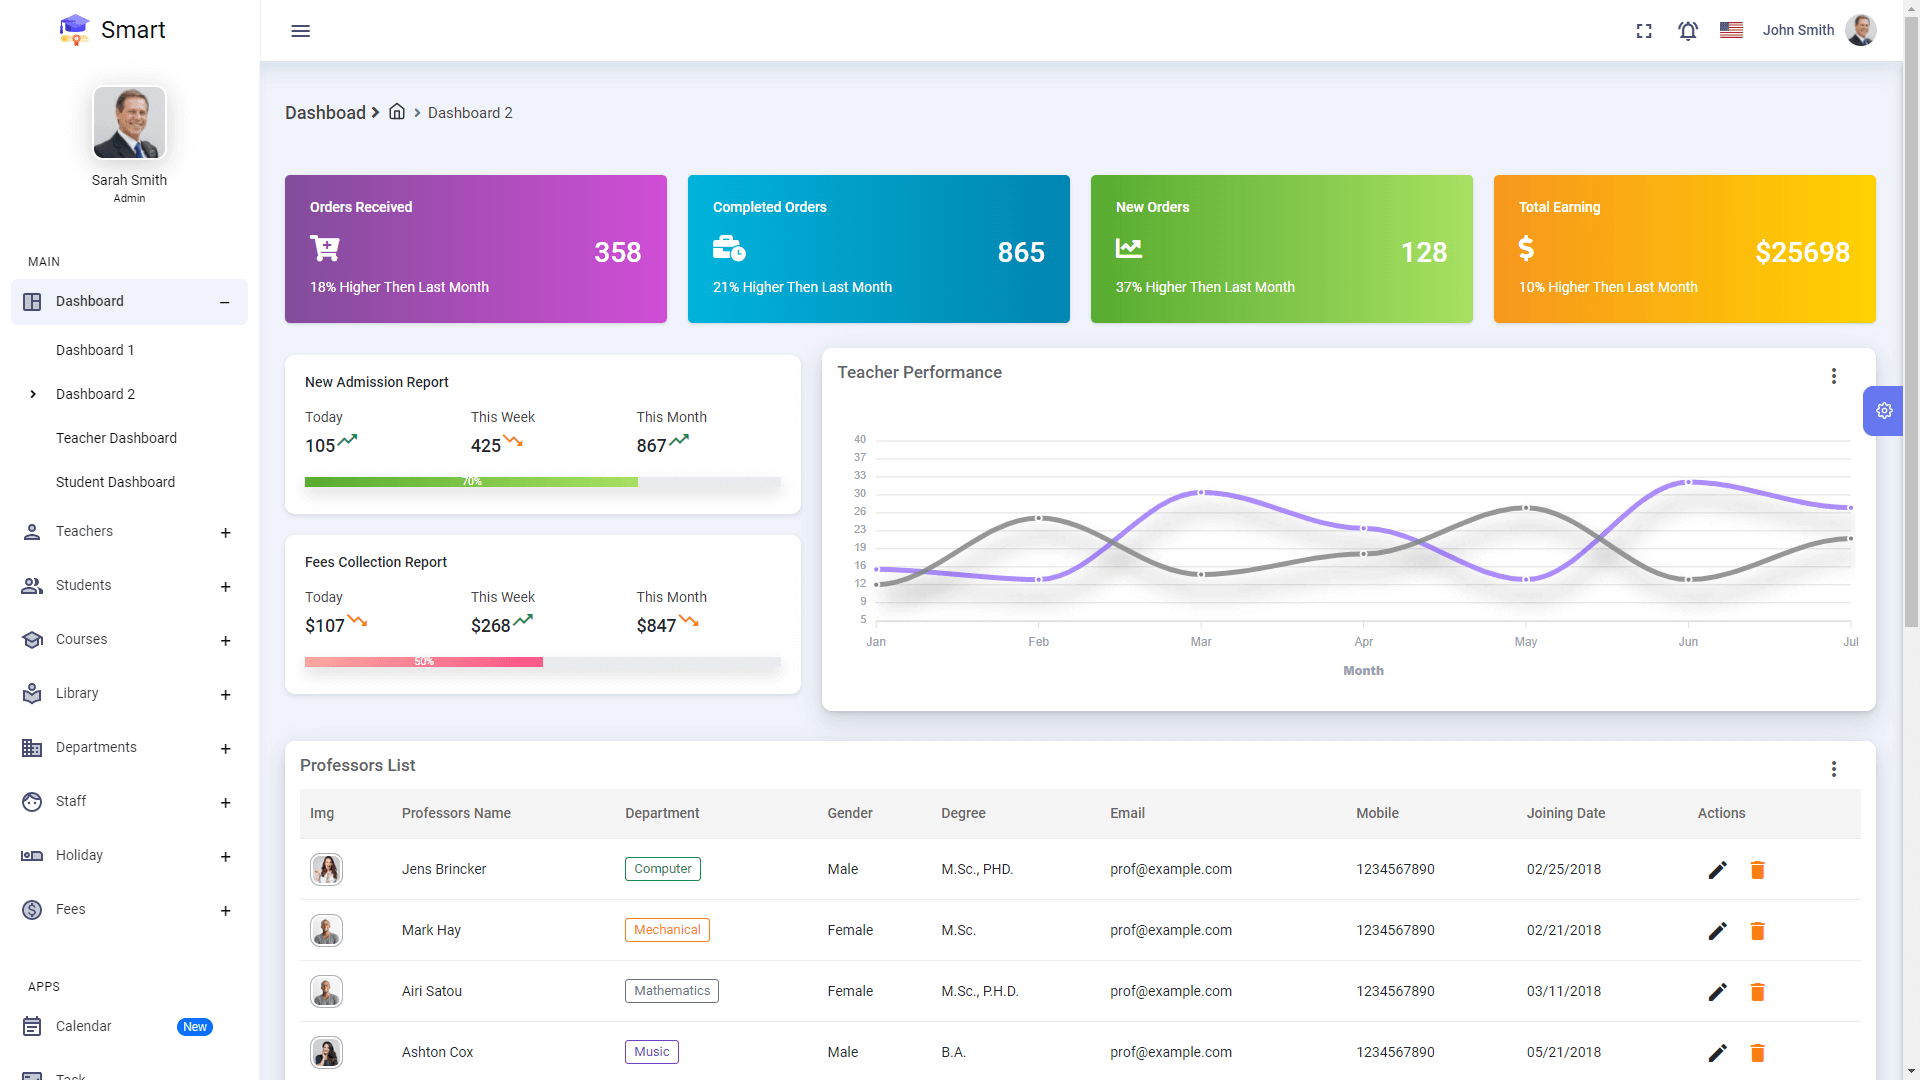 Smart
John Smith
Sarah Smith
Admin
MAIN
Dashboard
Dashboard 1
Dashboard 2
Teacher Dashboard
Student Dashboard
Teachers
Students
Courses
Library
Departments
Staff
Holiday
Fees
APPS
Calendar New
Task
Dashboad
Dashboard 2
Orders Received
358
18% Higher Then Last Month
Completed Orders
865
21% Higher Then Last Month
New Orders
128
37% Higher Then Last Month
Total Earning
$25698
10% Higher Then Last Month
New Admission Report
Today This Week This Month
105 425 867
70%
Fees Collection Report
Today This Week This Month
$107 $268 $847
50%
Teacher Performance
40
37
33
30
26
23
19
16
12
9
5
Jan Feb Mar Apr May Jun Jul
Month
Professors List
Img Professors Name Department Gender Degree Email Mobile Joining Date Actions
Jens Brincker Computer Male M.Sc., PHD. prof@example.com 1234567890 02/25/2018
Mark Hay Mechanical Female M.Sc. prof@example.com 1234567890 02/21/2018
Airi Satou Mathematics Female M.Sc., P.H.D. prof@example.com 1234567890 03/11/2018
Ashton Cox Music Male B.A. prof@example.com 1234567890 05/21/2018